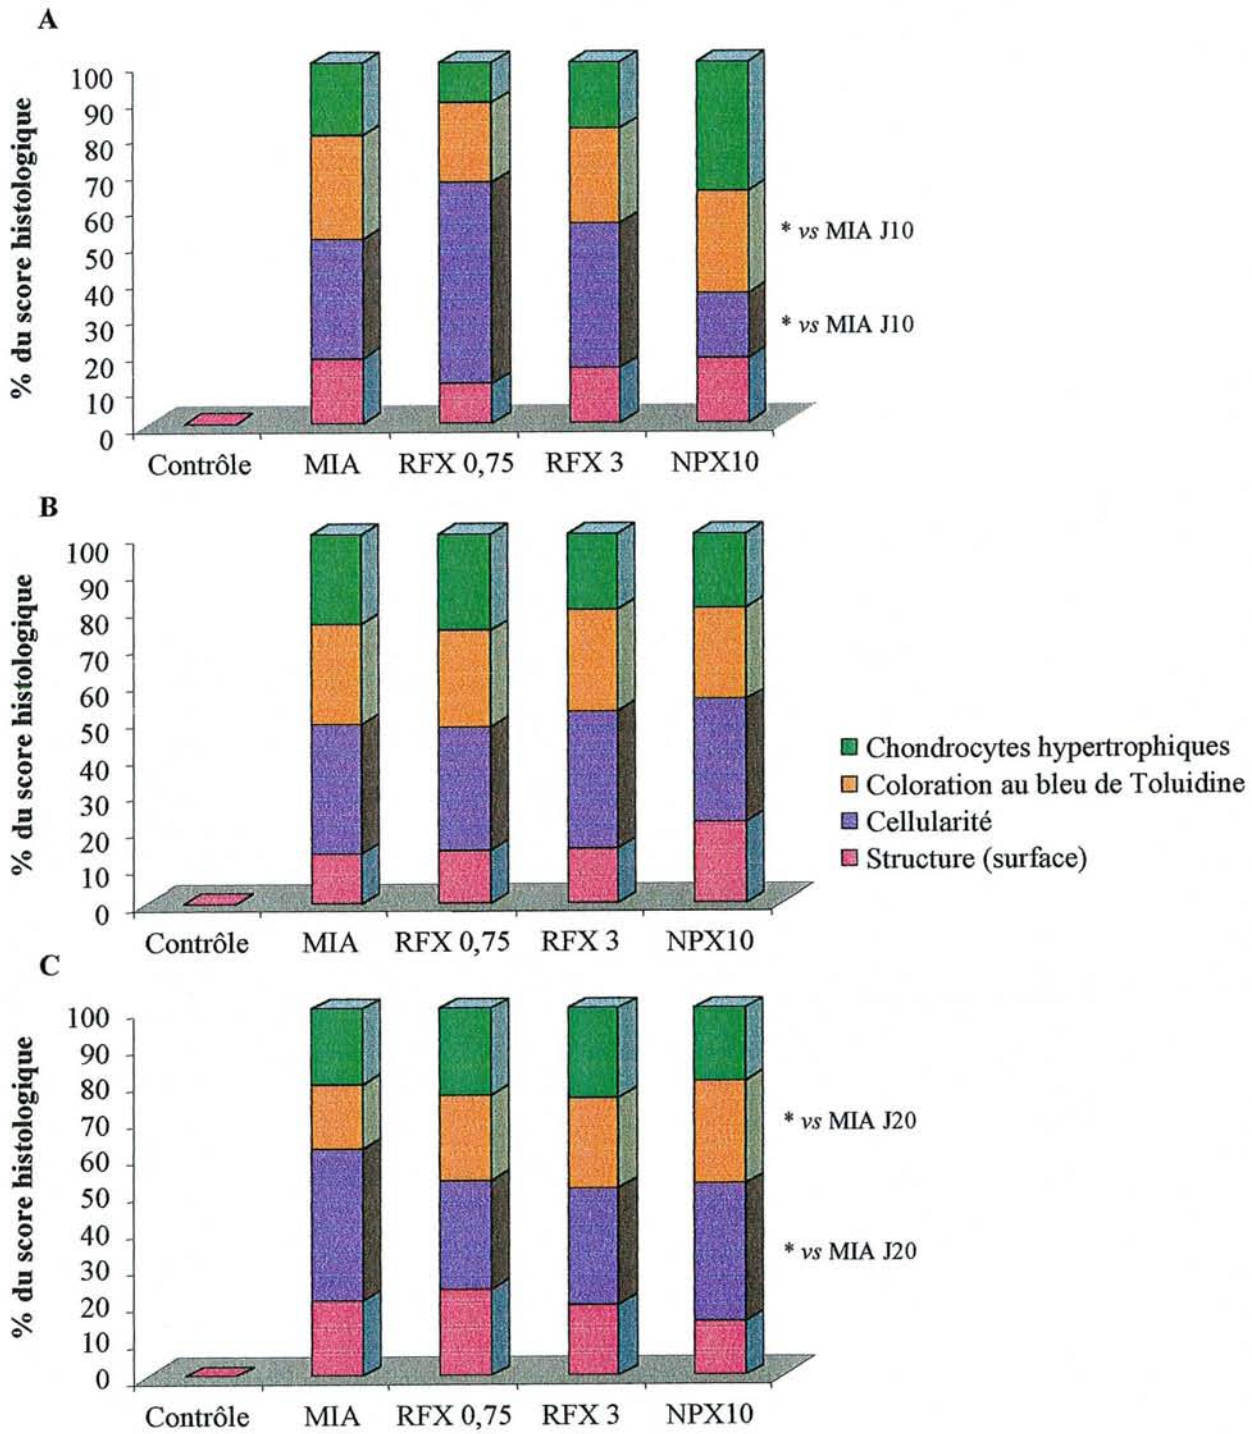 A
% du score histologique
100
90
80
70
60
50
40
30
20
10
0
* vs MIA J10
* vs MIA J10
Contrôle MIA RFX 0,75 RFX 3 NPX10
B
% du score histologique
100
90
80
70
60
50
40
30
20
10
0
Chondrocytes hypertrophiques
Coloration au bleu de Toluidine
Cellularité
Structure (surface)
Contrôle MIA RFX 0,75 RFX 3 NPX10
C
% du score histologique
100
90
80
70
60
50
40
30
20
10
0
* vs MIA J20
* vs MIA J20
Contrôle MIA RFX 0,75 RFX 3 NPX10